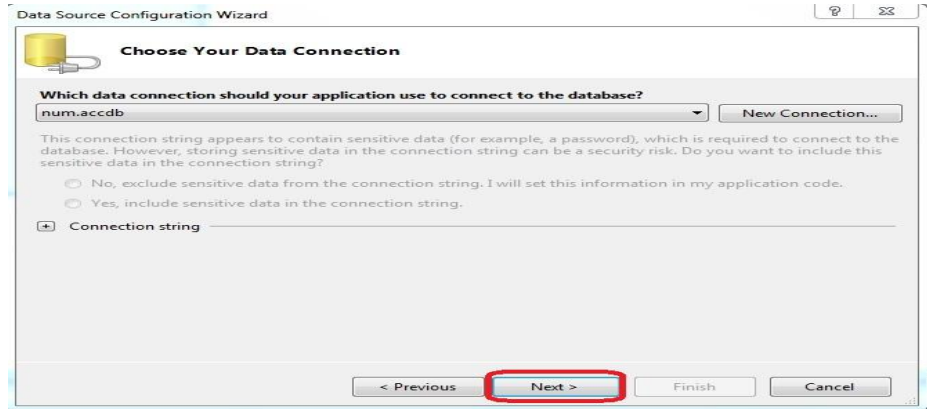 Data Source Configuration Wizard
Choose Your Data Connection
Which data connection should your application use to connect to the database?
num.accdb
New Connection...
This connection string appears to contain sensitive data (for example, a password), which is required to connect to the
database. However, storing sensitive data in the connection string can be a security risk. Do you want to include this
sensitive data in the connection string?
No, exclude sensitive data from the connection string. I will set this information in my application code.
Yes, include sensitive data in the connection string.
+ Connection string
< Previous Next > Finish Cancel